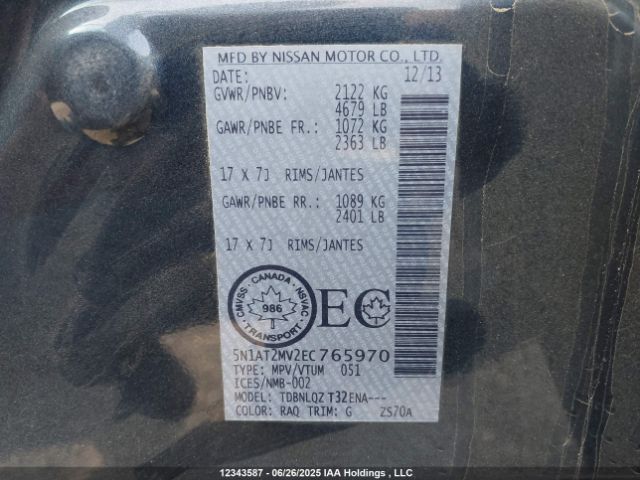 MFD BY NISSAN MOTOR CO., LTD.
DATE: 12/13
GVWR/PNBV: 2122 KG
4679 LB
GAWR/PNBE FR.: 1072 KG
2363 LB
17 X 7J RIMS/JANTES
GAWR/PNBE RR.: 1089 KG
2401 LB
17 X 7J RIMS/JANTES
CANADA
CMVSS 986 NSVAC
TRANSPORT
EC
5N1AT2MV2EC765970
TYPE: MPV/VTUM 051
ICES/NMB-002
MODEL: TDBNLQZ T32ENA---
COLOR: RAQ TRIM: G ZS70A
12343587 - 06/26/2025 IAA Holdings , LLC